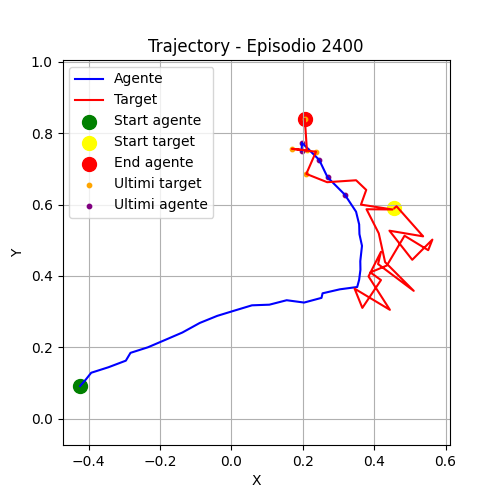 Trajectory - Episodio 2400
Agente
Target
Start agente
Start target
End agente
Ultimi target
Ultimi agente
1.0
0.8
0.6
0.4
0.2
0.0
Y
−0.4
−0.2
0.0
0.2
0.4
0.6
X